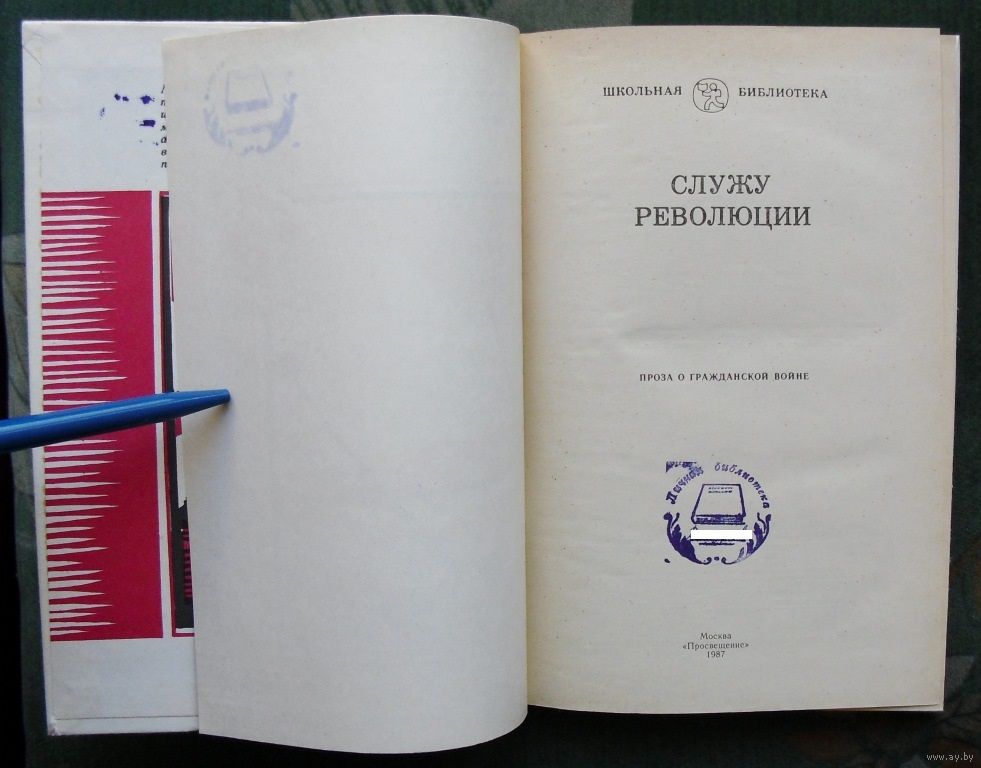 ШКОЛЬНАЯ БИБЛИОТЕКА
СЛУЖУ
РЕВОЛЮЦИИ
ПРОЗА О ГРАЖДАНСКОЙ ВОЙНЕ
Личная библиотека
Москва
«Просвещение»
1987
www.ay.by